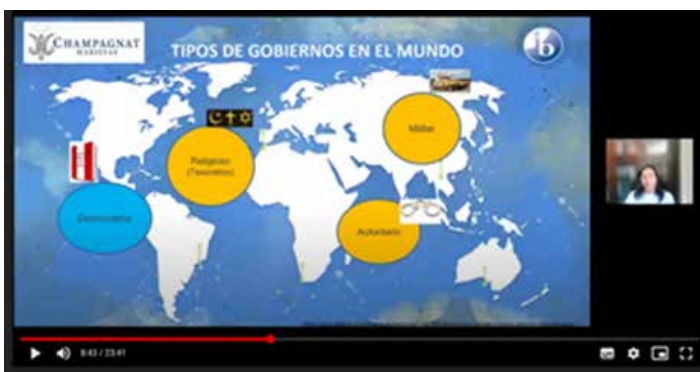 CHAMPAGNAT
MARISTAS
TIPOS DE GOBIERNOS EN EL MUNDO
ib
Militar
Religioso
(Teocrático)
Democrático
Autoritario
9:43 / 23:41